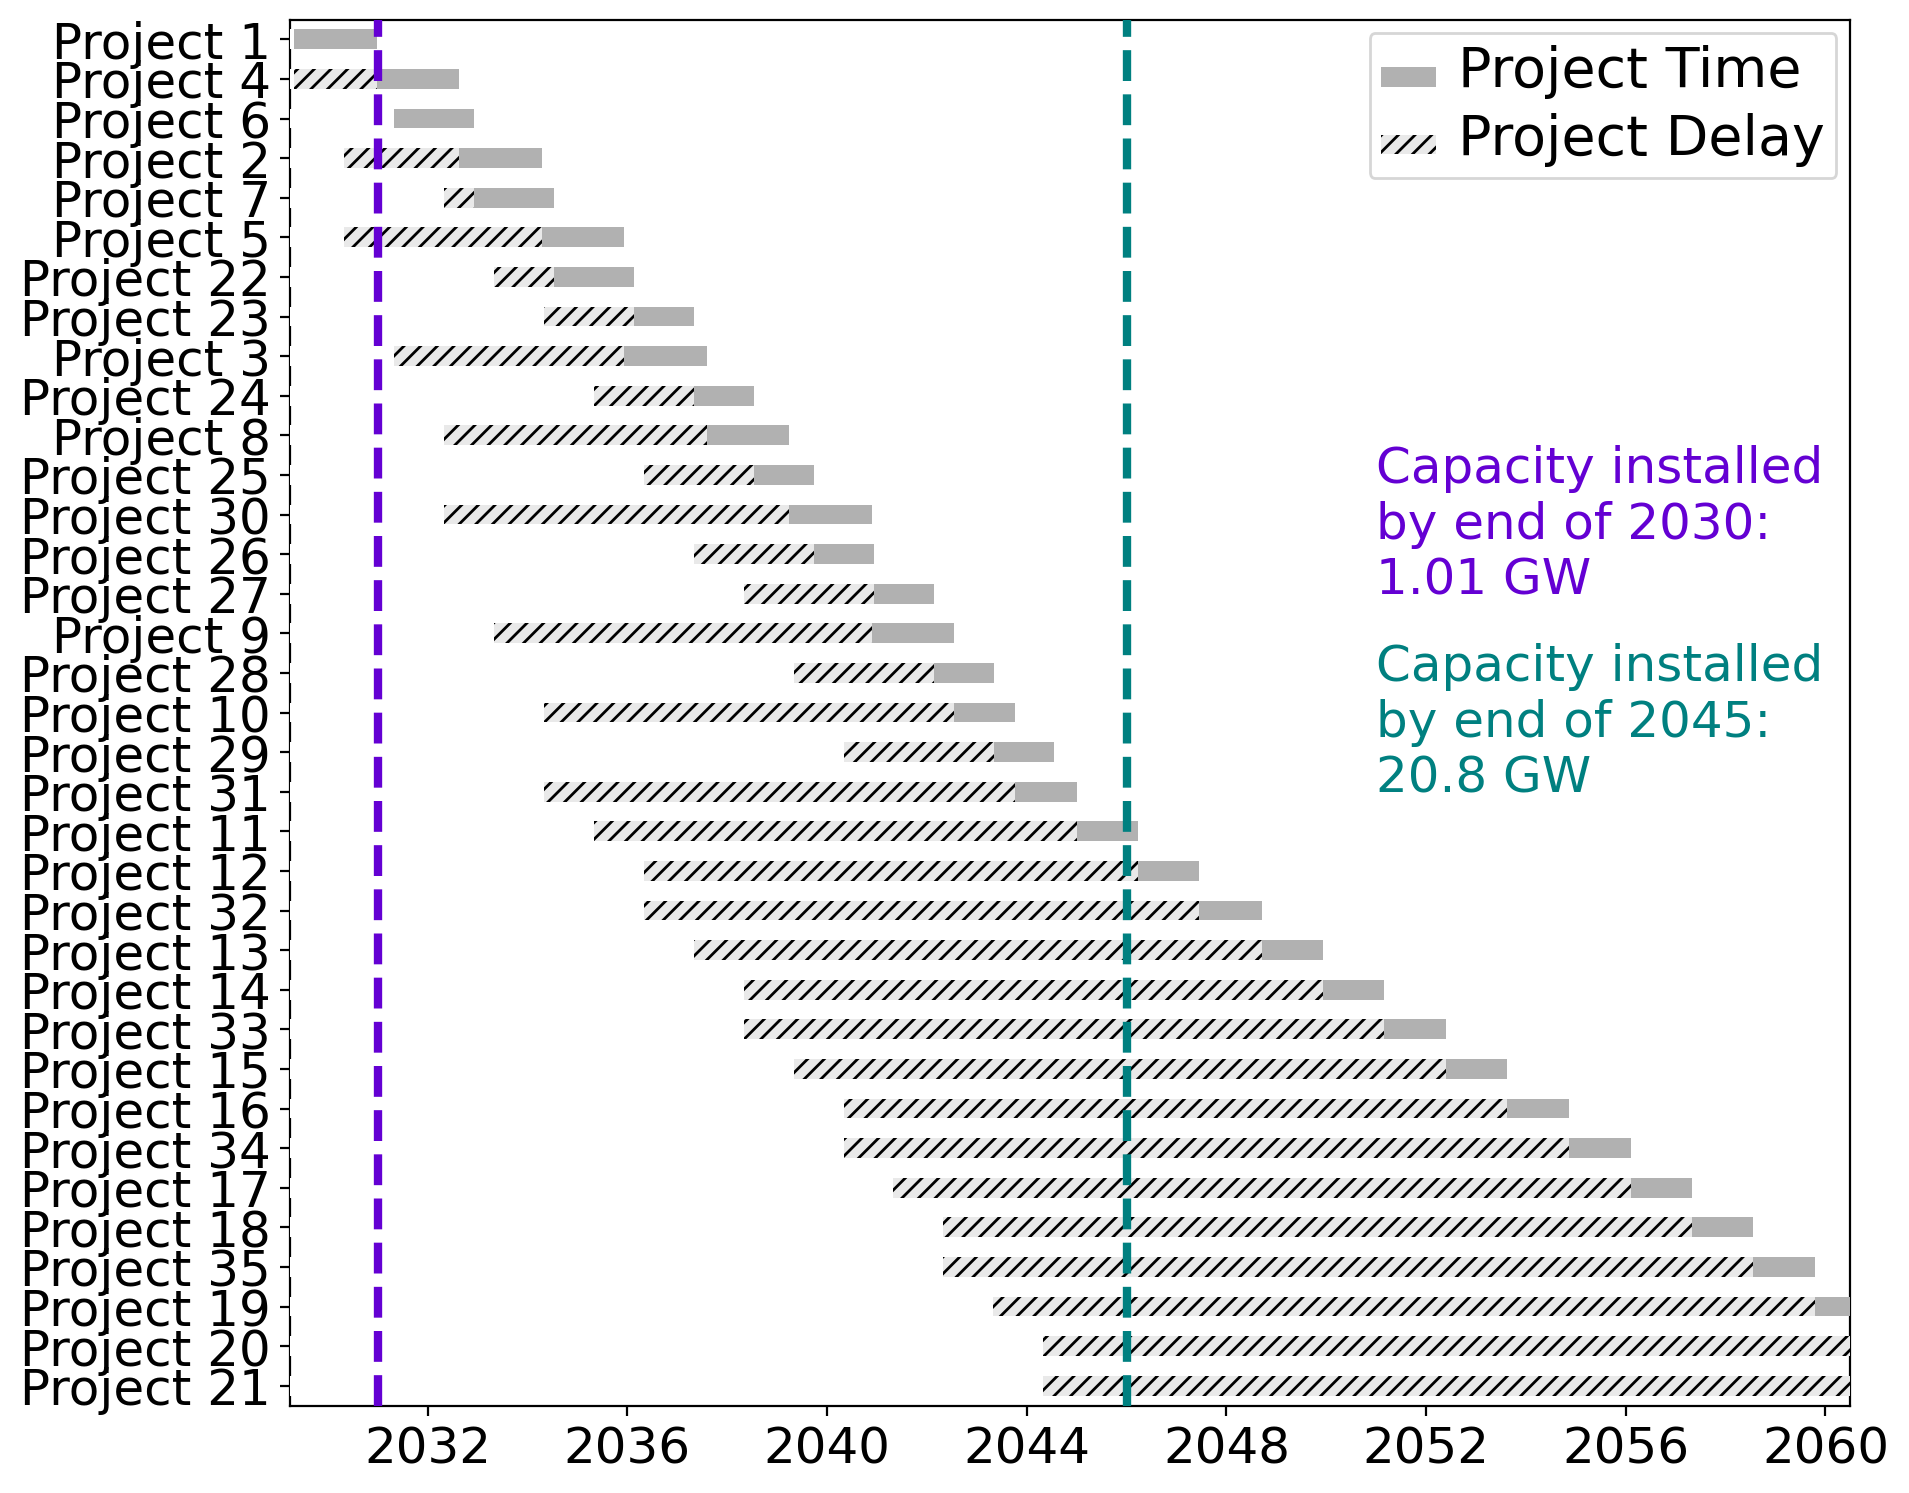 Project 1
Project 4
Project 6
Project 2
Project 7
Project 5
Project 22
Project 23
Project 3
Project 24
Project 8
Project 25
Project 30
Project 26
Project 27
Project 9
Project 28
Project 10
Project 29
Project 31
Project 11
Project 12
Project 32
Project 13
Project 14
Project 33
Project 15
Project 16
Project 34
Project 17
Project 18
Project 35
Project 19
Project 20
Project 21
Project Time
Project Delay
Capacity installed
by end of 2030:
1.01 GW
Capacity installed
by end of 2045:
20.8 GW
2032 2036 2040 2044 2048 2052 2056 2060